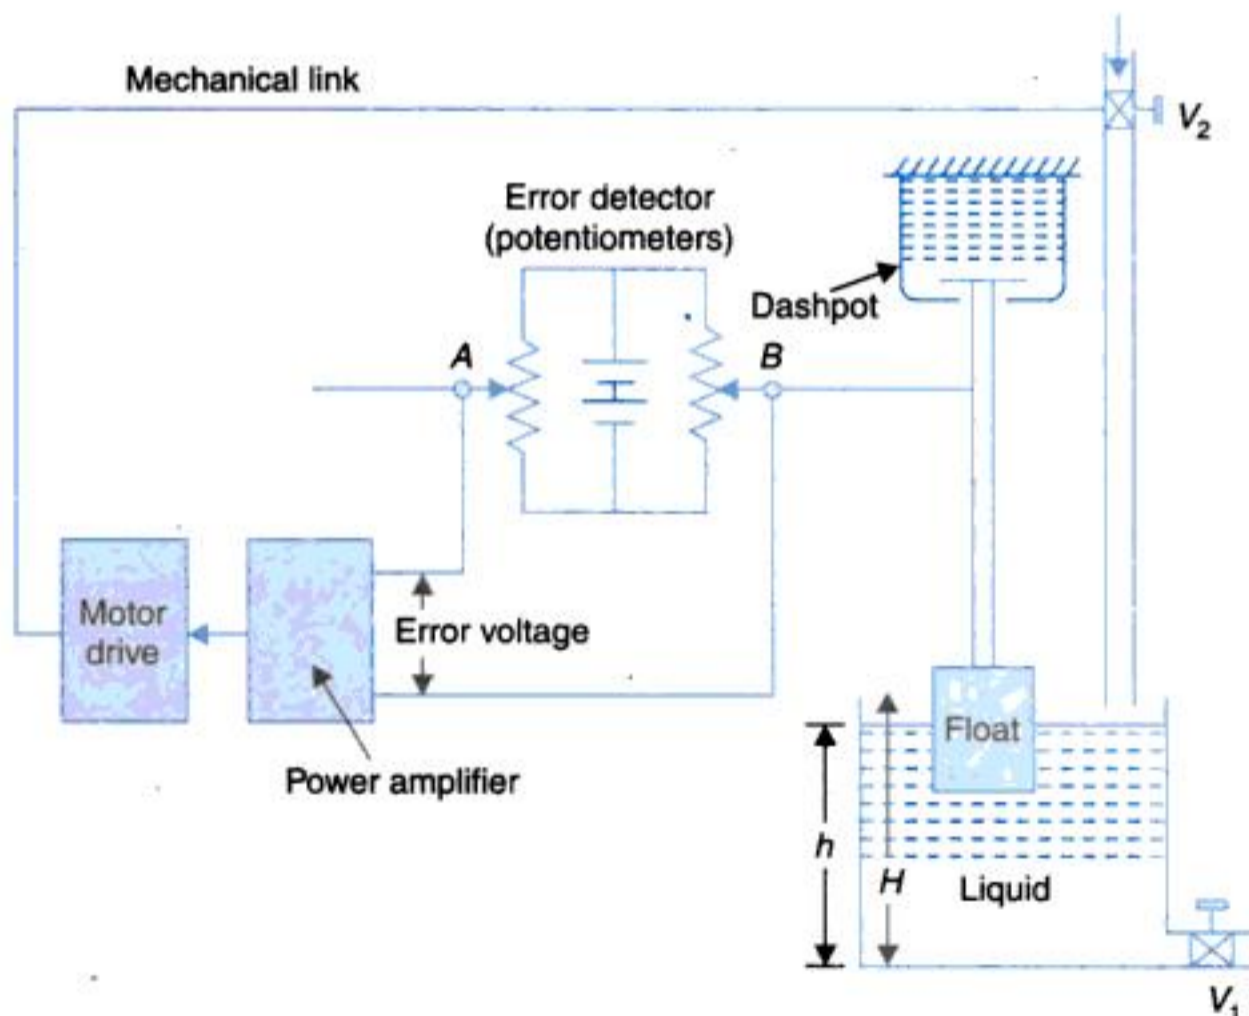 Mechanical link
V2
Error detector
(potentiometers)
Dashpot
A
B
Motor
drive
Error voltage
Float
Power amplifier
h
H
Liquid
V1